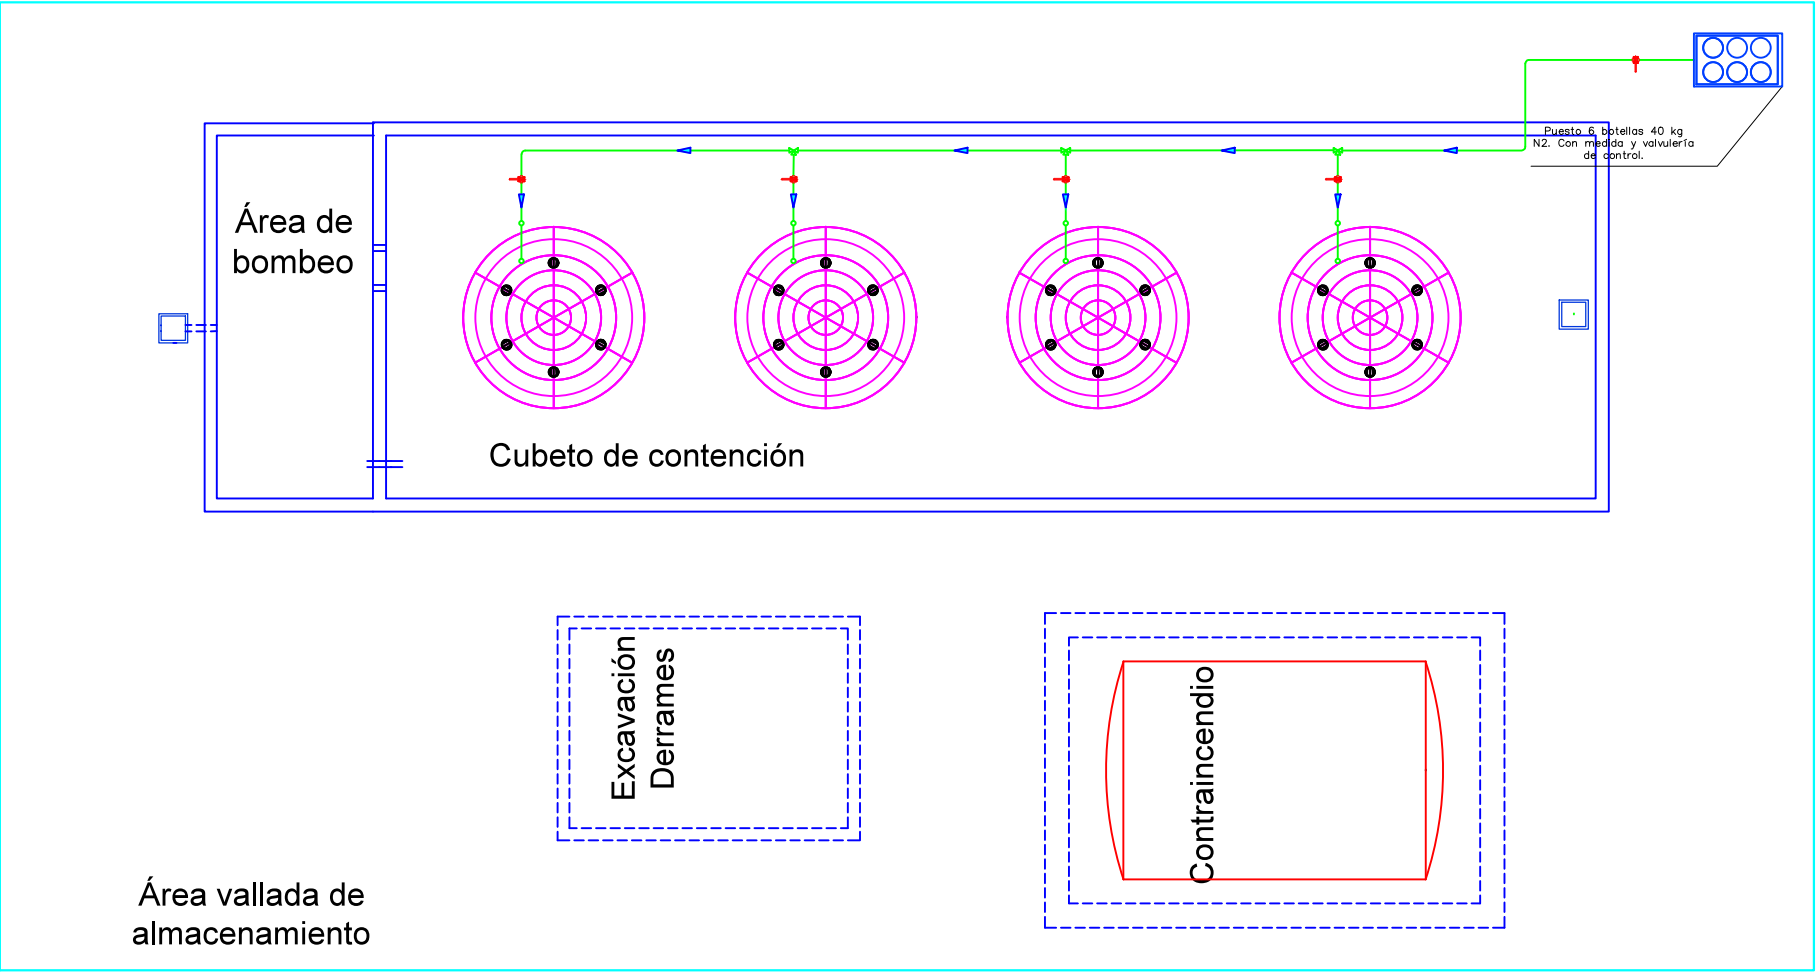 Puesto 6 botellas 40 kg
N2. Con medida y valvulería
de control.
Área de
bombeo
Cubeto de contención
Excavación
Derrames
Contraincendio
Área vallada de
almacenamiento